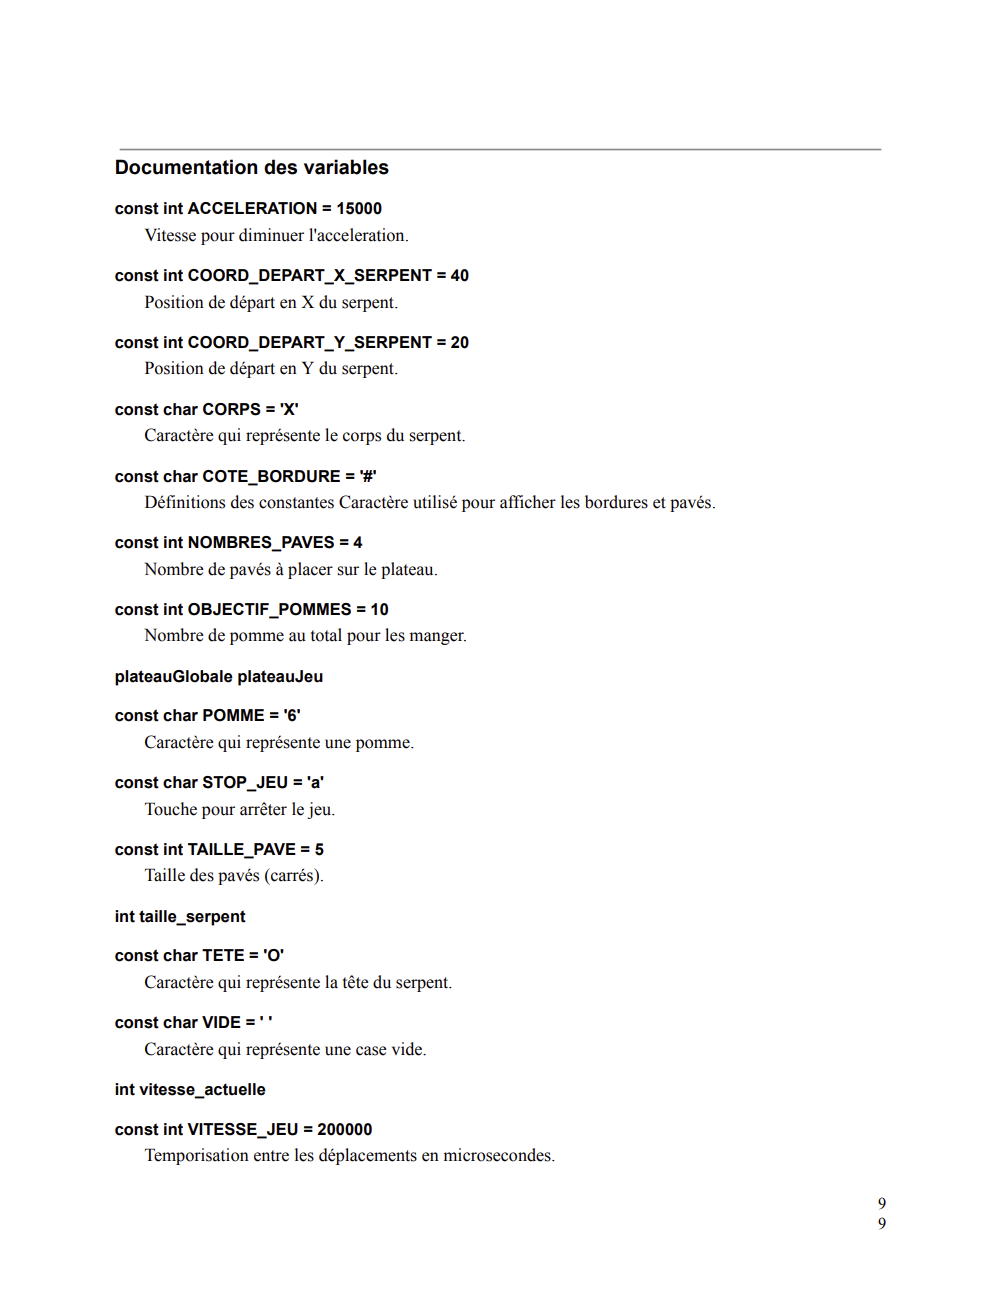 Documentation des variables
const int ACCELERATION = 15000
Vitesse pour diminuer l'acceleration.
const int COORD_DEPART_X_SERPENT = 40
Position de départ en X du serpent.
const int COORD_DEPART_Y_SERPENT = 20
Position de départ en Y du serpent.
const char CORPS = 'X'
Caractère qui représente le corps du serpent.
const char COTE_BORDURE = '#'
Définitions des constantes Caractère utilisé pour afficher les bordures et pavés.
const int NOMBRES_PAVES = 4
Nombre de pavés à placer sur le plateau.
const int OBJECTIF_POMMES = 10
Nombre de pomme au total pour les manger.
plateauGlobale plateauJeu
const char POMME = '6'
Caractère qui représente une pomme.
const char STOP_JEU = 'a'
Touche pour arrêter le jeu.
const int TAILLE_PAVE = 5
Taille des pavés (carrés).
int taille_serpent
const char TETE = 'O'
Caractère qui représente la tête du serpent.
const char VIDE = ' '
Caractère qui représente une case vide.
int vitesse_actuelle
const int VITESSE_JEU = 200000
Temporisation entre les déplacements en microsecondes.
9
9